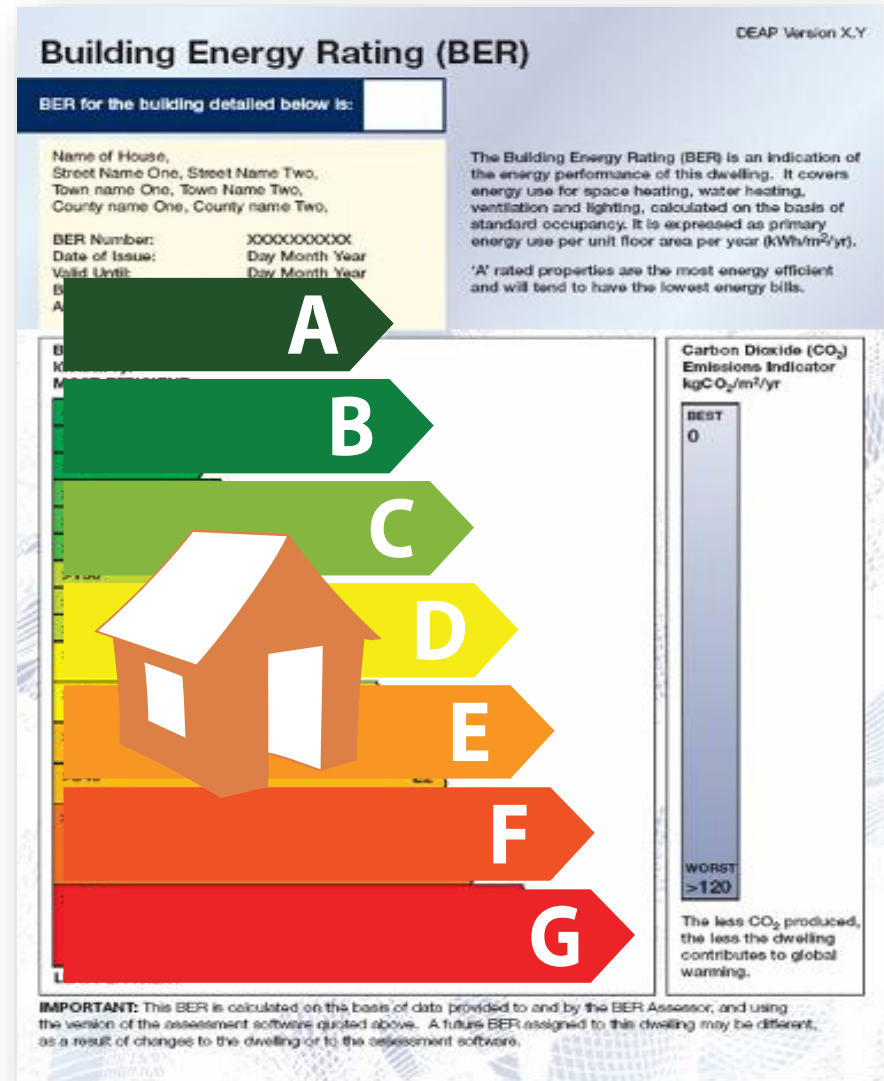 DEAP Version X.Y
Building Energy Rating (BER)
BER for the building detailed below is:
Name of House,
Street Name One, Street Name Two,
Town name One, Town Name Two,
County name One, County name Two,
BER Number: XXXXXXXXXX
Date of Issue: Day Month Year
Valid Until: Day Month Year
The Building Energy Rating (BER) is an indication of
the energy performance of this dwelling. It covers
energy use for space heating, water heating,
ventilation and lighting, calculated on the basis of
standard occupancy. It is expressed as primary
energy use per unit floor area per year (kWh/m²/yr).
'A' rated properties are the most energy efficient
and will tend to have the lowest energy bills.
A
B
C
D
E
F
G
Carbon Dioxide (CO₂)
Emissions Indicator
kgCO₂/m²/yr
BEST
0
WORST
>120
The less CO₂ produced,
the less the dwelling
contributes to global
warming.
IMPORTANT: This BER is calculated on the basis of data provided to and by the BER Assessor, and using
the version of the assessment software quoted above. A future BER assigned to this dwelling may be different,
as a result of changes to the dwelling or to the assessment software.